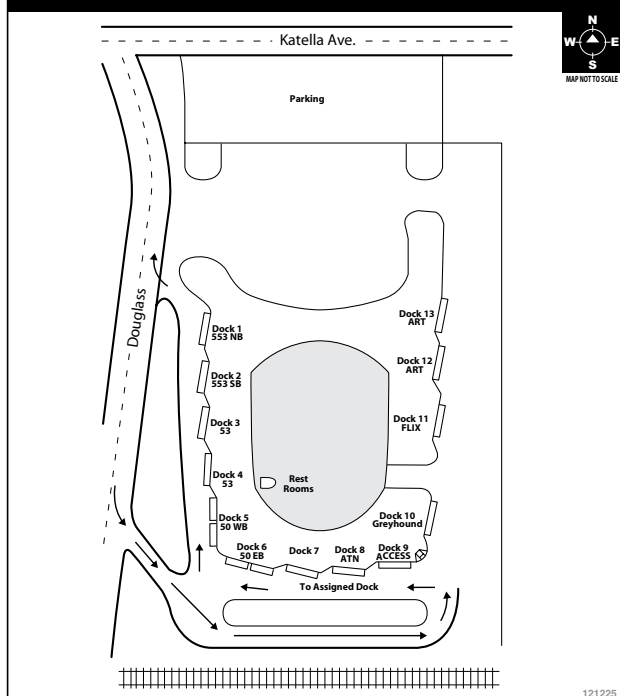 Katella Ave.
N
W E
S
MAP NOT TO SCALE
Parking
Douglass
Dock 1
553 NB
Dock 2
553 SB
Dock 3
53
Dock 4
53
Dock 5
50 WB
Dock 6
50 EB
Dock 7
Dock 8
ATN
Dock 9
ACCESS
Dock 10
Greyhound
Dock 11
FLIX
Dock 12
ART
Dock 13
ART
Rest
Rooms
To Assigned Dock
121225